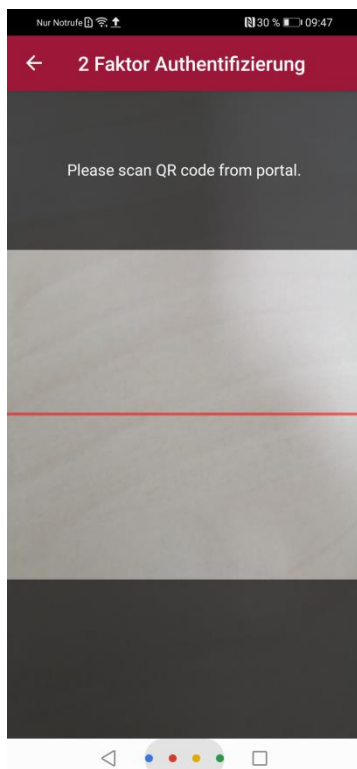 Nur Notrufe 30 % 09:47
2 Faktor Authentifizierung
Please scan QR code from portal.